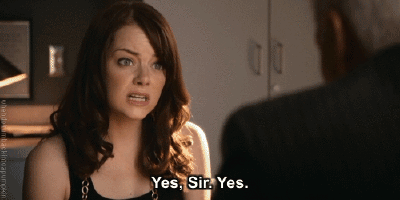 Yes, Sir. Yes.